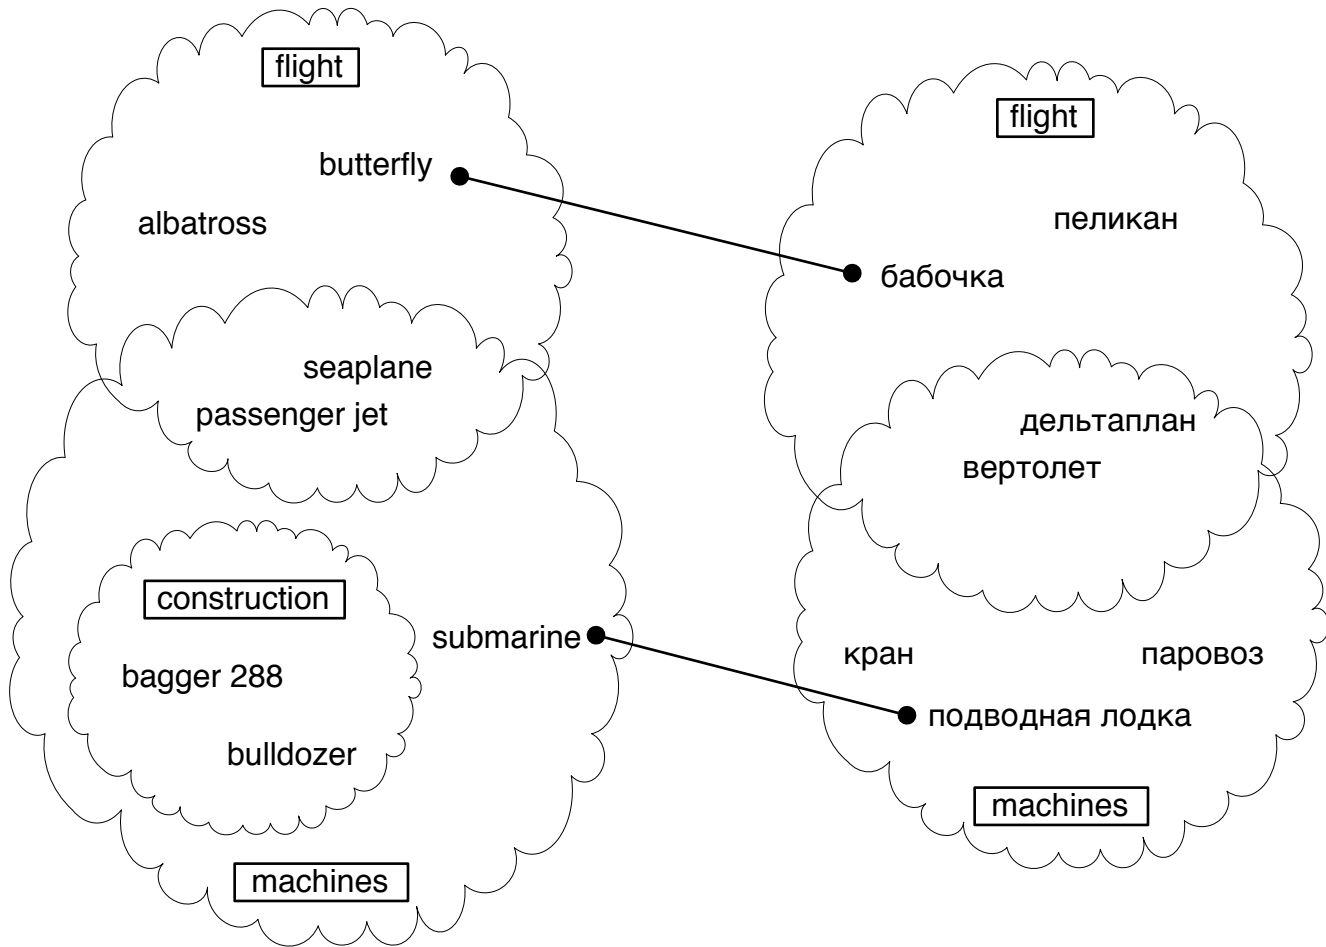 flight
butterfly
albatross
seaplane
passenger jet
construction
bagger 288
bulldozer
submarine
machines
flight
пеликан
бабочка
дельтаплан
вертолет
кран
паровоз
подводная лодка
machines